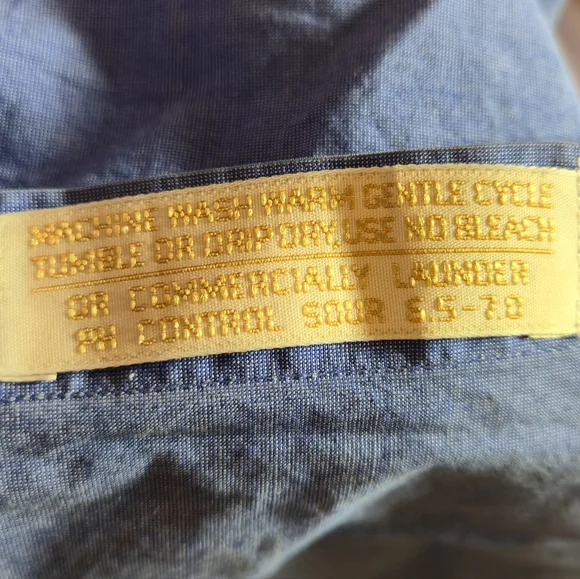 MACHINE WASH WARM GENTLE CYCLE
TUMBLE OR DRIP DRY, USE NO BLEACH
OR COMMERCIALLY LAUNDER
PH CONTROL SOUR 6.5-7.0